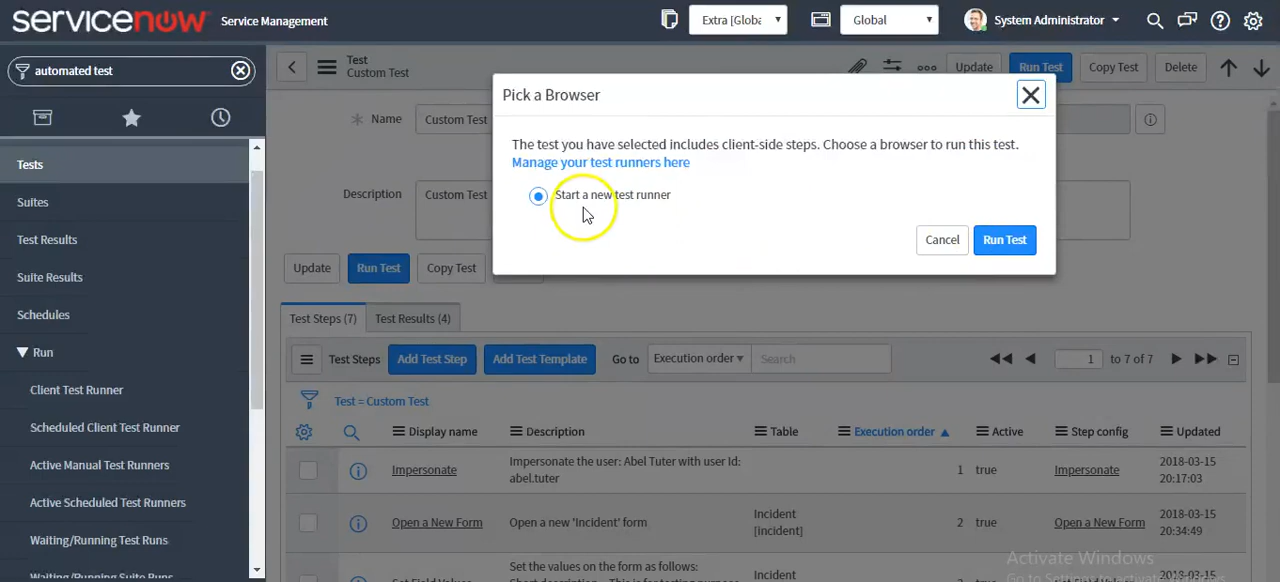 servicenow Service Management
Extra [Globa
Global
System Administrator
automated test
Tests
Suites
Test Results
Suite Results
Schedules
Run
Client Test Runner
Scheduled Client Test Runner
Active Manual Test Runners
Active Scheduled Test Runners
Waiting/Running Test Runs
Waiting/Running Suite Runs
Test
Custom Test
Update
Run Test
Copy Test
Delete
Name
Custom Test
Description
Custom Test
Pick a Browser
The test you have selected includes client-side steps. Choose a browser to run this test.
Manage your test runners here
Start a new test runner
Cancel
Run Test
Update
Run Test
Copy Test
Test Steps (7)
Test Results (4)
Test Steps
Add Test Step
Add Test Template
Go to
Execution order
Search
1 to 7 of 7
Test = Custom Test
Display name
Description
Table
Execution order
Active
Step config
Updated
Impersonate
Impersonate the user: Abel Tuter with user Id:
abel.tuter
1
true
Impersonate
2018-03-15
20:17:03
Open a New Form
Open a new 'Incident' form
Incident
[incident]
2
true
Open a New Form
2018-03-15
20:34:49
Set the values on the form as follows:
Incident
2018-03-15
Activate Windows